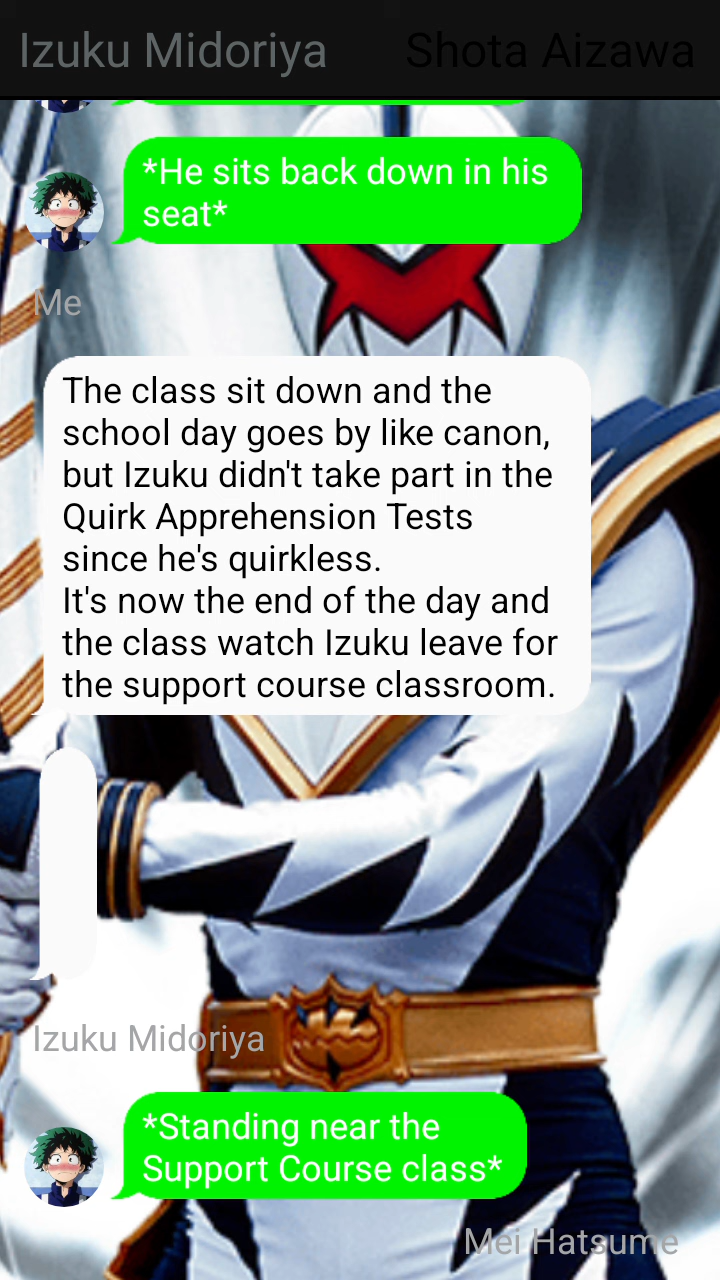 Izuku Midoriya Shota Aizawa
*He sits back down in his
seat*
Me
The class sit down and the
school day goes by like canon,
but Izuku didn't take part in the
Quirk Apprehension Tests
since he's quirkless.
It's now the end of the day and
the class watch Izuku leave for
the support course classroom.
Izuku Midoriya
*Standing near the
Support Course class*
Mei Hatsume